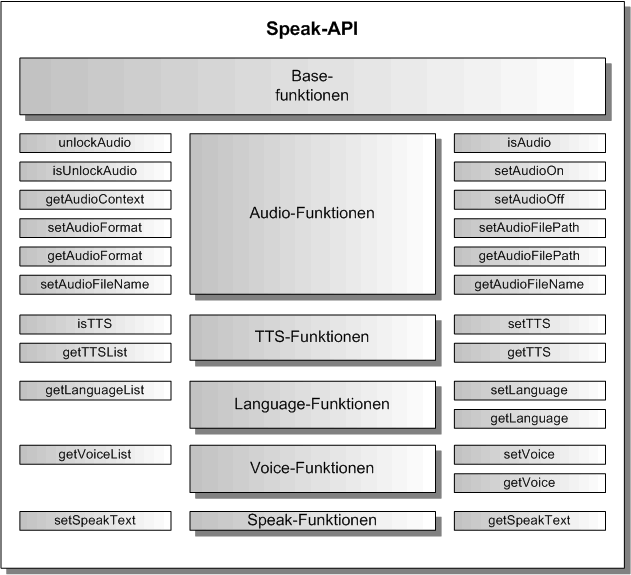 Speak-API
Base-
funktionen
unlockAudio
isUnlockAudio
getAudioContext
setAudioFormat
getAudioFormat
setAudioFileName
Audio-Funktionen
isAudio
setAudioOn
setAudioOff
setAudioFilePath
getAudioFilePath
getAudioFileName
isTTS
getTTSList
TTS-Funktionen
setTTS
getTTS
getLanguageList
Language-Funktionen
setLanguage
getLanguage
getVoiceList
Voice-Funktionen
setVoice
getVoice
setSpeakText
Speak-Funktionen
getSpeakText